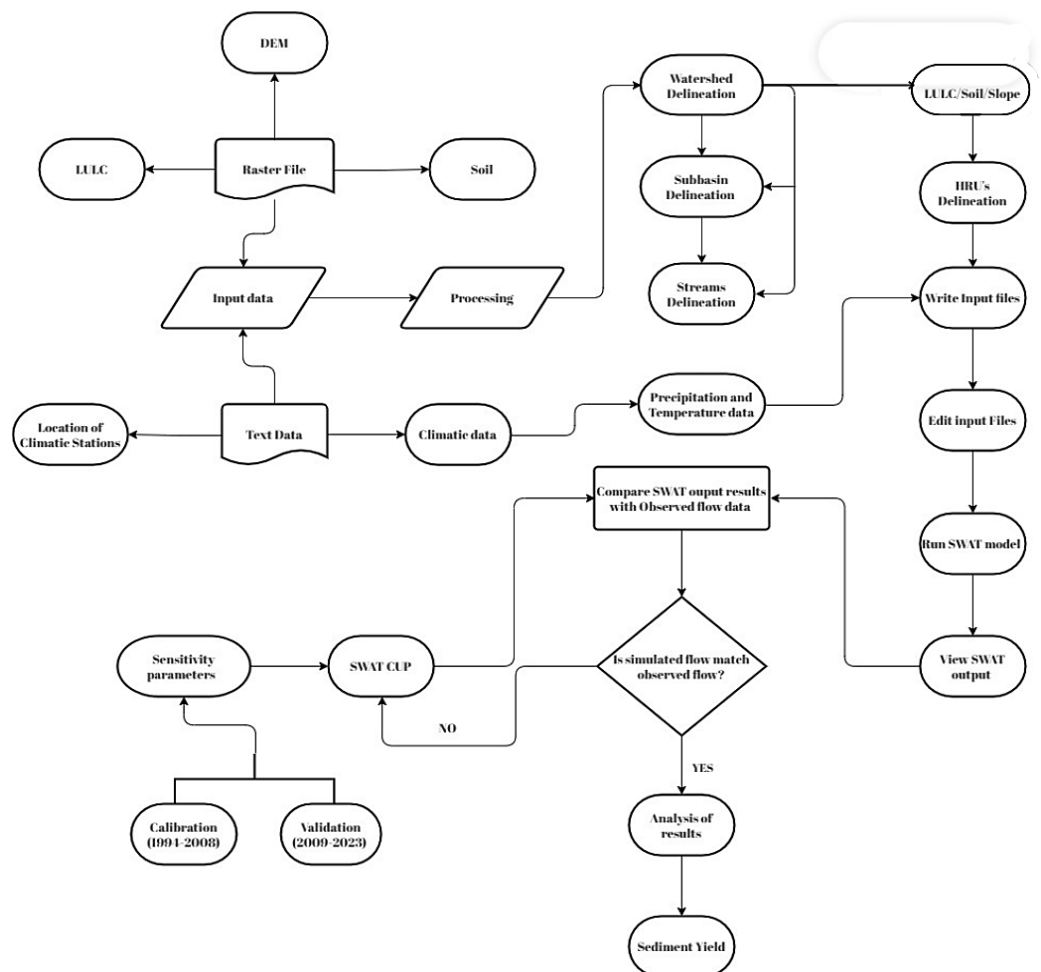 DEM
Watershed
Delineation
LULC/Soil/Slope
LULC
Raster File
Soil
Subbasin
Delineation
HRU's
Delineation
Input data
Processing
Streams
Delineation
Write Input files
Location of
Climatic Stations
Text Data
Climatic data
Precipitation and
Temperature data
Edit input Files
Compare SWAT ouput results
with Observed flow data
Run SWAT model
Sensitivity
parameters
SWAT CUP
Is simulated flow match
observed flow?
View SWAT
output
NO
YES
Calibration
(1994-2008)
Validation
(2009-2023)
Analysis of
results
Sediment Yield